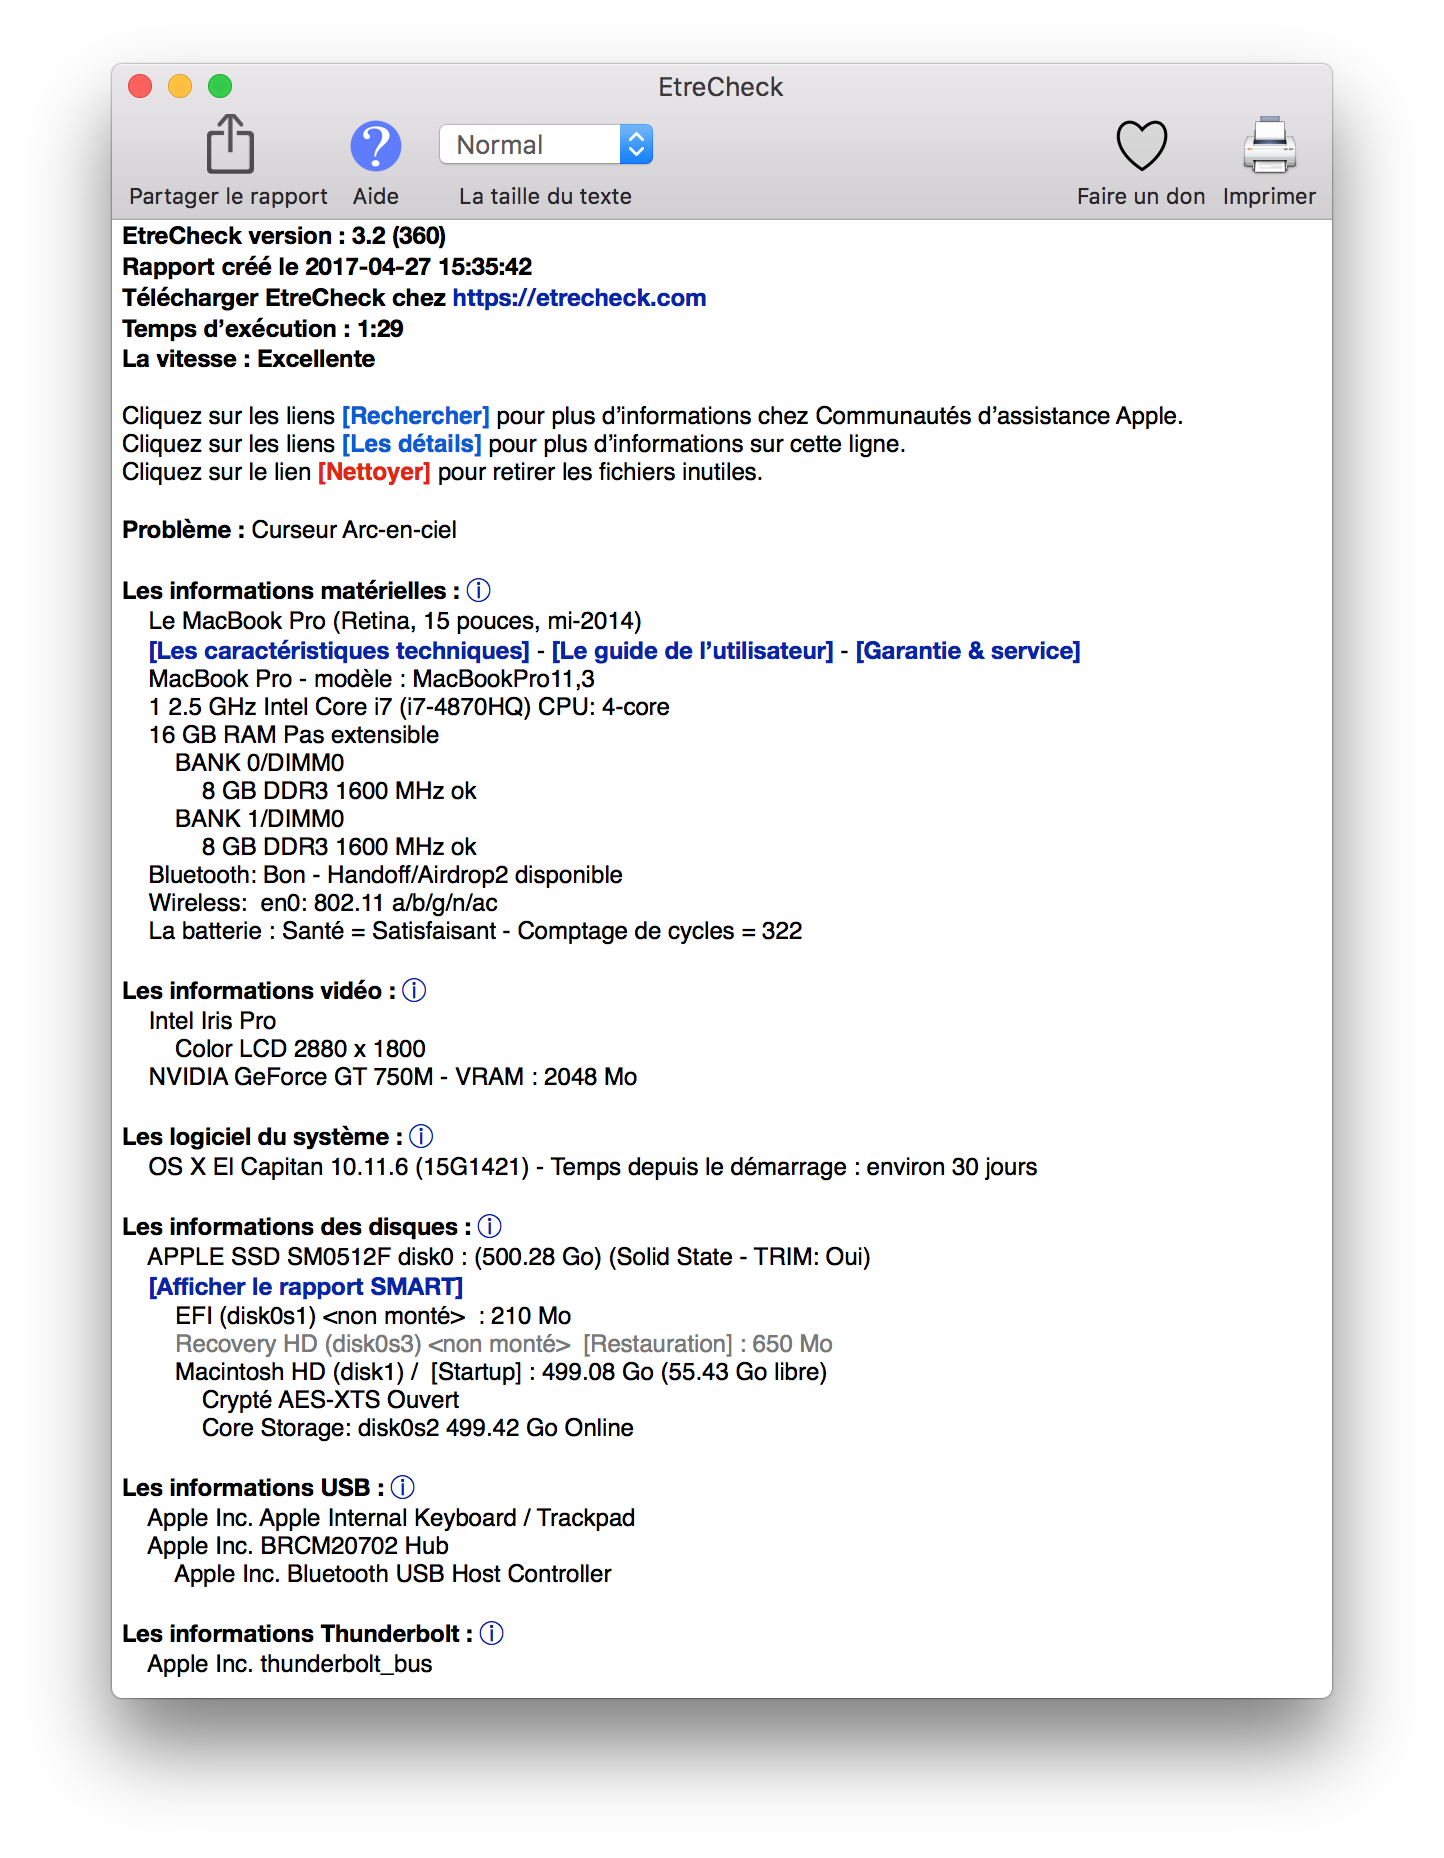 EtreCheck
Partager le rapport
Aide
Normal
La taille du texte
Faire un don
Imprimer
EtreCheck version : 3.2 (360)
Rapport créé le 2017-04-27 15:35:42
Télécharger EtreCheck chez https://etrecheck.com
Temps d’exécution : 1:29
La vitesse : Excellente
Cliquez sur les liens [Rechercher] pour plus d’informations chez Communautés d’assistance Apple.
Cliquez sur les liens [Les détails] pour plus d’informations sur cette ligne.
Cliquez sur le lien [Nettoyer] pour retirer les fichiers inutiles.
Problème : Curseur Arc-en-ciel
Les informations matérielles : ⓘ
Le MacBook Pro (Retina, 15 pouces, mi-2014)
[Les caractéristiques techniques] - [Le guide de l’utilisateur] - [Garantie & service]
MacBook Pro - modèle : MacBookPro11,3
1 2.5 GHz Intel Core i7 (i7-4870HQ) CPU: 4-core
16 GB RAM Pas extensible
BANK 0/DIMM0
8 GB DDR3 1600 MHz ok
BANK 1/DIMM0
8 GB DDR3 1600 MHz ok
Bluetooth: Bon - Handoff/Airdrop2 disponible
Wireless:  en0: 802.11 a/b/g/n/ac
La batterie : Santé = Satisfaisant - Comptage de cycles = 322
Les informations vidéo : ⓘ
Intel Iris Pro
Color LCD 2880 x 1800
NVIDIA GeForce GT 750M - VRAM : 2048 Mo
Les logiciel du système : ⓘ
OS X El Capitan 10.11.6 (15G1421) - Temps depuis le démarrage : environ 30 jours
Les informations des disques : ⓘ
APPLE SSD SM0512F disk0 : (500.28 Go) (Solid State - TRIM: Oui)
[Afficher le rapport SMART]
EFI (disk0s1) <non monté>  : 210 Mo
Recovery HD (disk0s3) <non monté>  [Restauration] : 650 Mo
Macintosh HD (disk1) /  [Startup] : 499.08 Go (55.43 Go libre)
Crypté AES-XTS Ouvert
Core Storage: disk0s2 499.42 Go Online
Les informations USB : ⓘ
Apple Inc. Apple Internal Keyboard / Trackpad
Apple Inc. BRCM20702 Hub
Apple Inc. Bluetooth USB Host Controller
Les informations Thunderbolt : ⓘ
Apple Inc. thunderbolt_bus